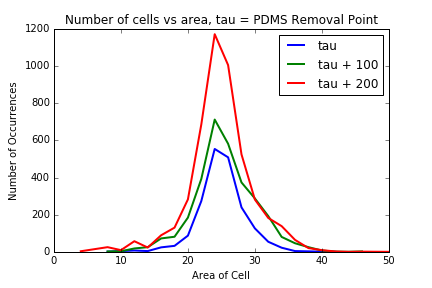 Number of cells vs area, tau = PDMS Removal Point
1200
1000
800
600
400
200
0
Number of Occurrences
tau
tau + 100
tau + 200
0 10 20 30 40 50
Area of Cell